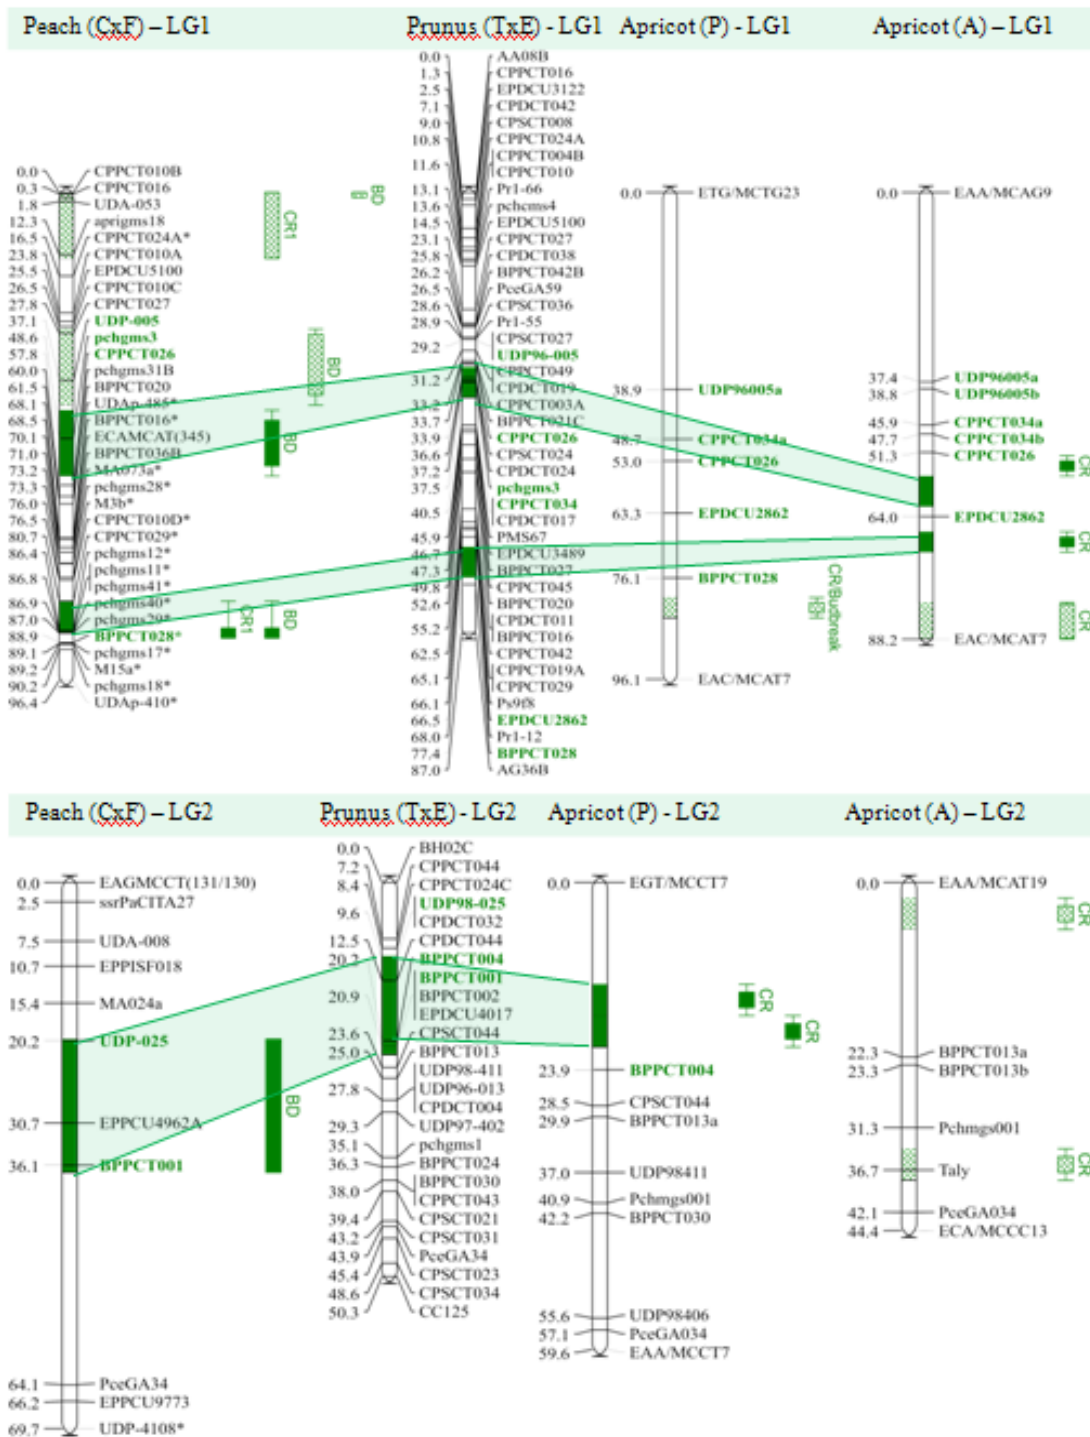 Peach (CxF) – LG1
0.0 CPPCT010B
0.3 CPPCT016
1.8 UDA-053
12.3 aprigms18
16.5 CPPCT024A*
23.8 CPPCT010A
25.5 EPDCU5100
26.5 CPPCT010C
27.8 CPPCT027
37.1 UDP-005
48.6 pchgms3
57.8 CPPCT026
60.0 pchgms31B
61.5 BPPCT020
68.1 UDAp-485*
68.5 BPPCT016*
70.1 ECAMCAT(345)
71.0 BPPCT036B
73.2 MA073a*
73.3 pchgms28*
76.0 M3b*
76.5 CPPCT010D*
80.7 CPPCT029*
86.4 pchgms12*
86.8 pchgms11*
pchgms41*
86.9 pchgms40*
87.0 pchgms29*
88.9 BPPCT028*
89.1 pchgms17*
89.2 M15a*
90.2 pchgms18*
96.4 UDAp-410*
CR1
BD
BD
BD
CR1
BD
Prunus (TxE) - LG1
0.0 AA08B
1.3 CPPCT016
2.5 EPDCU3122
7.1 CPDCT042
9.0 CPSCT008
10.8 CPPCT024A
CPPCT004B
11.6 CPPCT010
13.1 Pr1-66
13.6 pchcms4
14.5 EPDCU5100
23.1 CPPCT027
25.8 CPDCT038
26.2 BPPCT042B
26.5 PceGA59
28.6 CPSCT036
28.9 Pr1-55
29.2 CPSCT027
UDP96-005
31.2 CPPCT049
CPDCT019
33.2 CPPCT003A
33.7 BPPCT021C
33.9 CPPCT026
36.6 CPSCT024
37.2 CPDCT024
37.5 pchgms3
40.5 CPPCT034
CPDCT017
45.9 PMS67
46.7 EPDCU3489
47.3 BPPCT027
49.8 CPPCT045
52.6 BPPCT020
CPDCT011
55.2 BPPCT016
62.5 CPPCT042
65.1 CPPCT019A
CPPCT029
66.1 Ps9f8
66.5 EPDCU2862
68.0 Pr1-12
77.4 BPPCT028
87.0 AG36B
Apricot (P) - LG1
0.0 ETG/MCTG23
38.9 UDP96005a
48.7 CPPCT034a
53.0 CPPCT026
63.3 EPDCU2862
76.1 BPPCT028
96.1 EAC/MCAT7
CR/Budbreak
Apricot (A) – LG1
0.0 EAA/MCAG9
37.4 UDP96005a
38.8 UDP96005b
45.9 CPPCT034a
47.7 CPPCT034b
51.3 CPPCT026
64.0 EPDCU2862
88.2 EAC/MCAT7
CR
CR
CR
Peach (CxF) – LG2
0.0 EAGMCCT(131/130)
2.5 ssrPaCITA27
7.5 UDA-008
10.7 EPPISF018
15.4 MA024a
20.2 UDP-025
30.7 EPPCU4962A
36.1 BPPCT001
64.1 PceGA34
66.2 EPPCU9773
69.7 UDP-4108*
BD
Prunus (TxE) - LG2
0.0 BH02C
7.2 CPPCT044
8.4 CPPCT024C
9.6 UDP98-025
CPDCT032
12.5 CPDCT044
20.2 BPPCT004
BPPCT001
20.9 BPPCT002
EPDCU4017
23.6 CPSCT044
25.0 BPPCT013
UDP98-411
27.8 UDP96-013
CPDCT004
29.3 UDP97-402
35.1 pchgms1
36.3 BPPCT024
38.0 BPPCT030
CPPCT043
39.4 CPSCT021
43.2 CPSCT031
43.9 PceGA34
45.4 CPSCT023
48.6 CPSCT034
50.3 CC125
Apricot (P) - LG2
0.0 EGT/MCCT7
23.9 BPPCT004
28.5 CPSCT044
29.9 BPPCT013a
37.0 UDP98411
40.9 Pchmgs001
42.2 BPPCT030
55.6 UDP98406
57.1 PceGA034
59.6 EAA/MCCT7
CR
CR
Apricot (A) – LG2
0.0 EAA/MCAT19
22.3 BPPCT013a
23.3 BPPCT013b
31.3 Pchmgs001
36.7 Taly
42.1 PceGA034
44.4 ECA/MCCC13
CR
CR